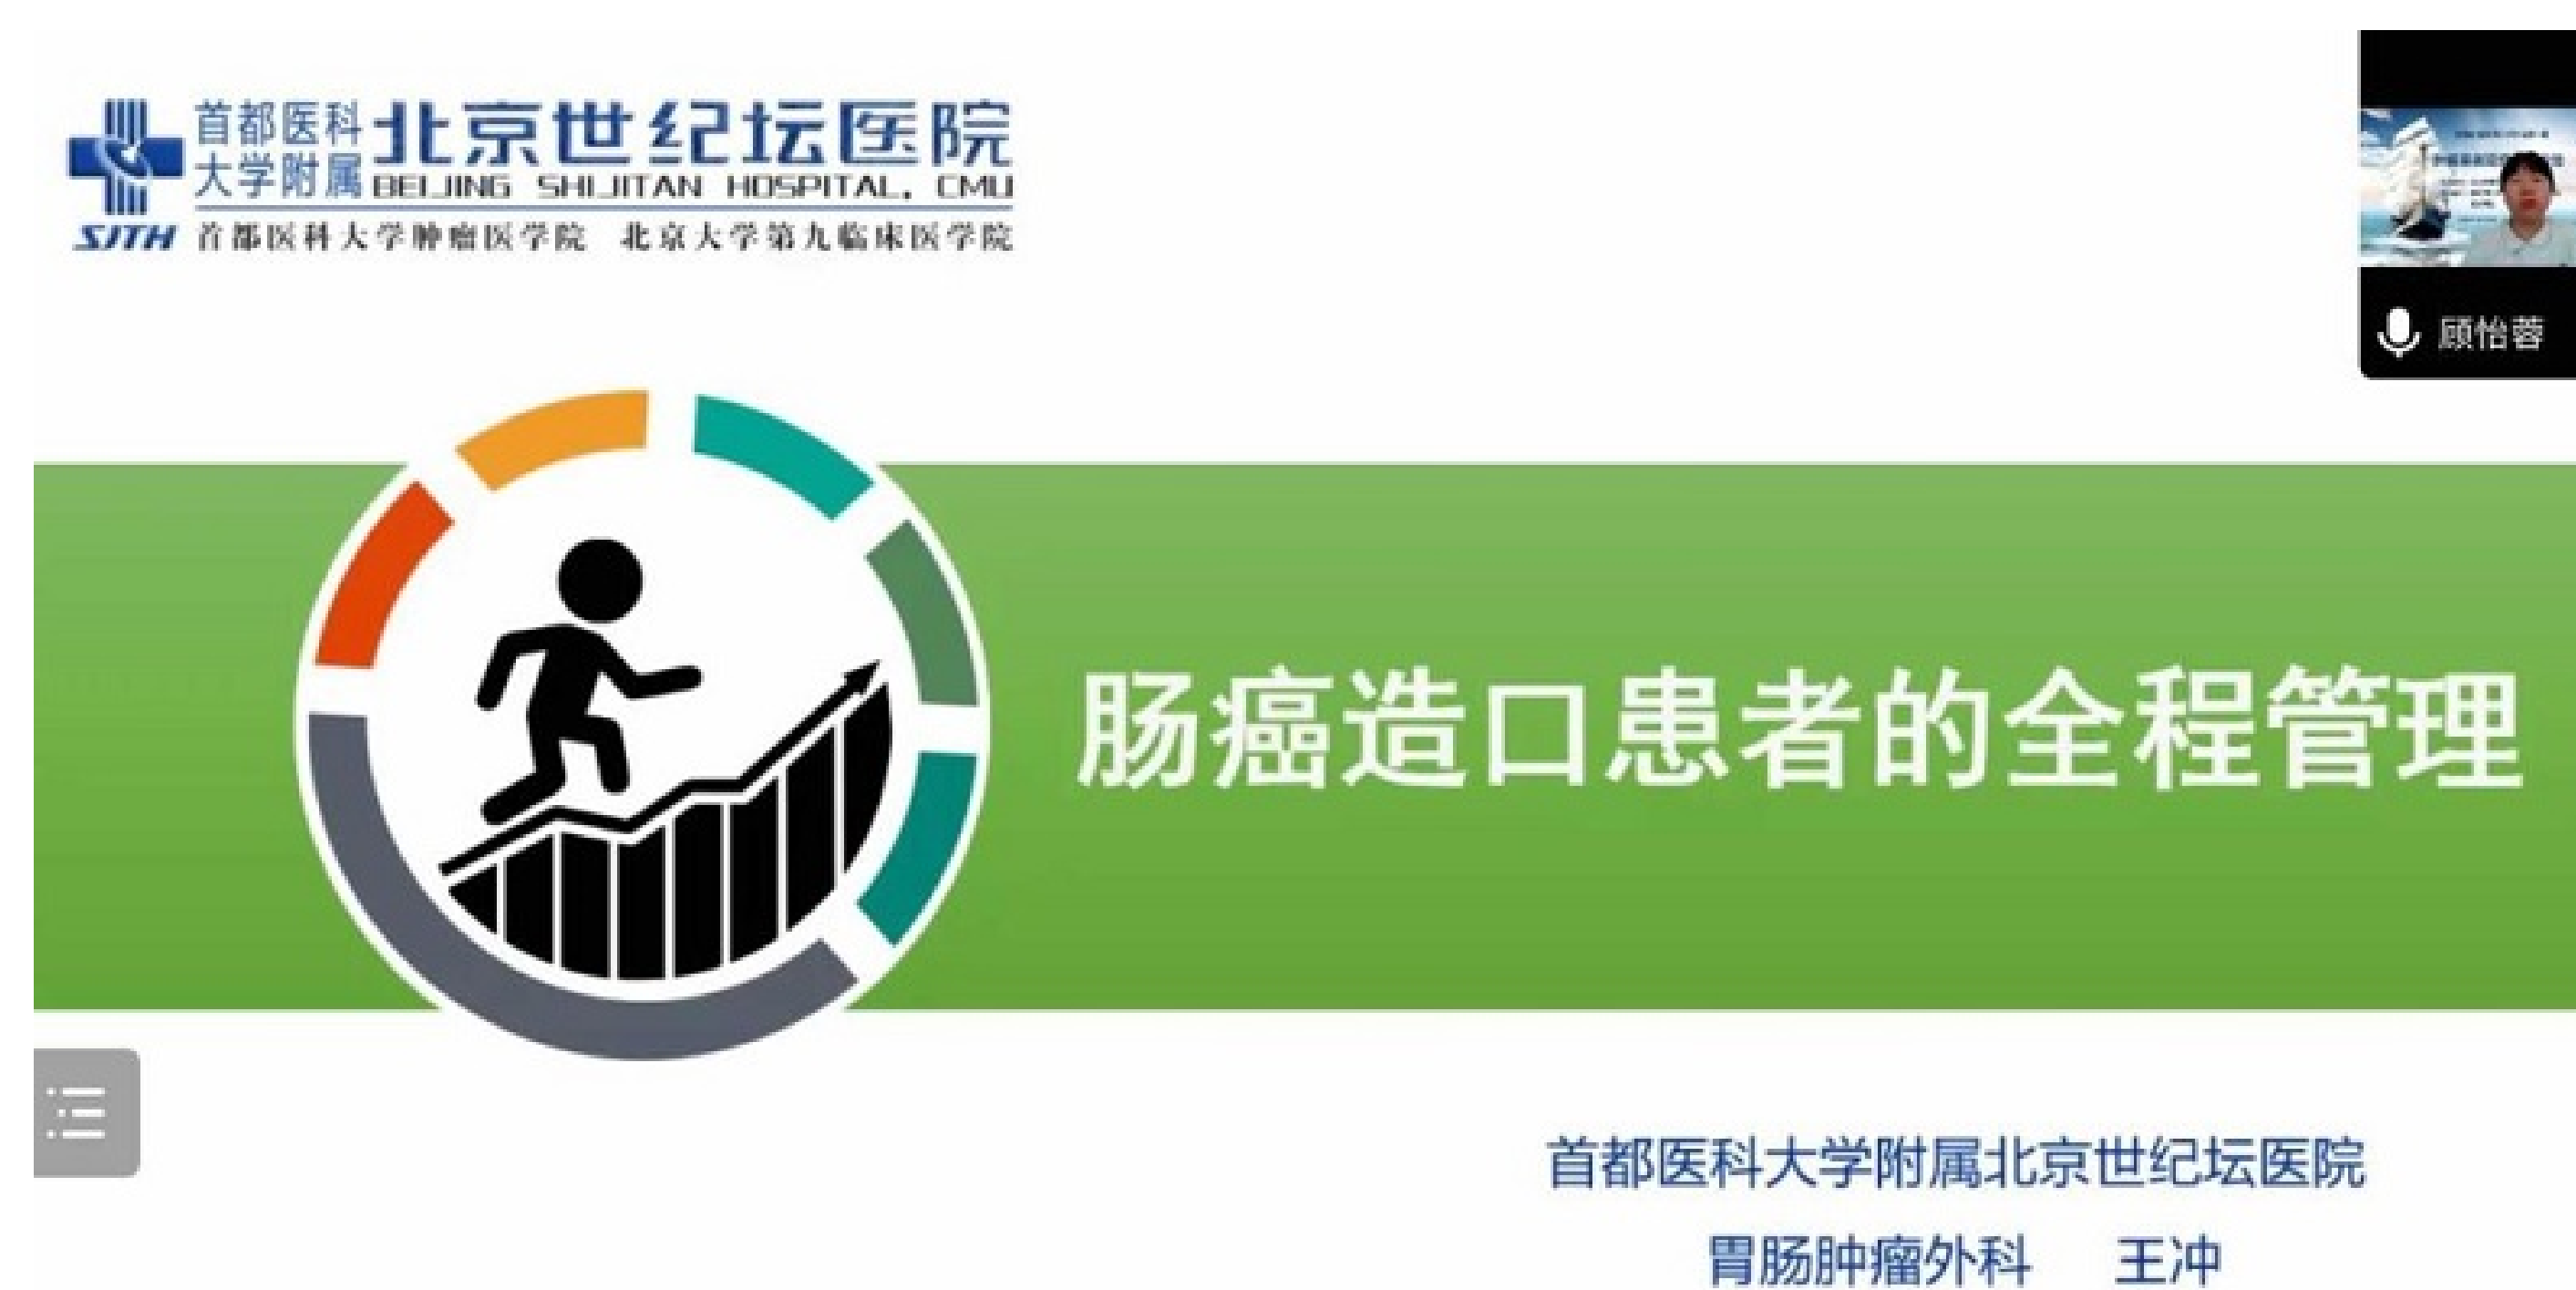 首都医科
大学附属
北京世纪坛医院
BEIJING SHIJITAN HOSPITAL, CMU
SJTH
首都医科大学肿瘤医学院 北京大学第九临床医学院
顾怡蓉
肠癌造口患者的全程管理
首都医科大学附属北京世纪坛医院
胃肠肿瘤外科 王冲